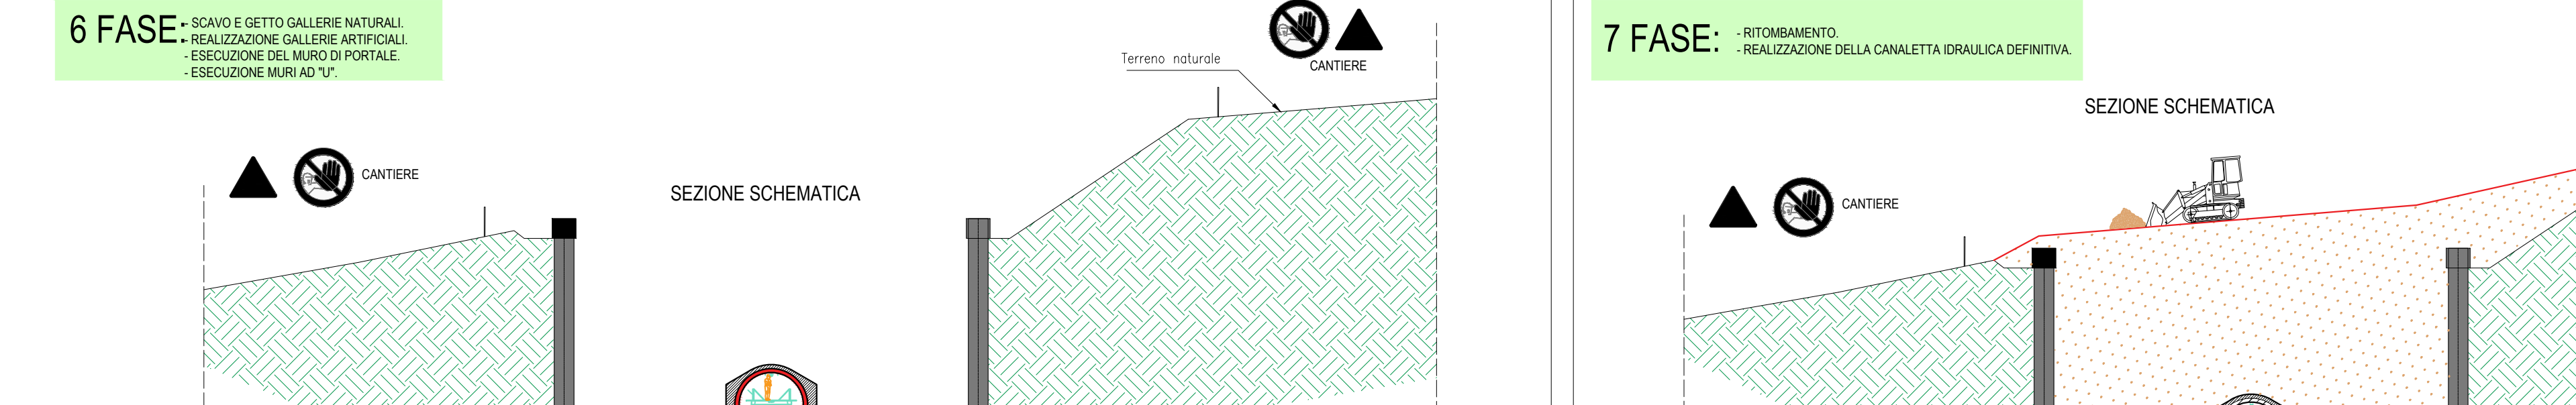 6 FASE:
- SCAVO E GETTO GALLERIE NATURALI.
- REALIZZAZIONE GALLERIE ARTIFICIALI.
- ESECUZIONE DEL MURO DI PORTALE.
- ESECUZIONE MURI AD "U".
Terreno naturale
CANTIERE
CANTIERE
SEZIONE SCHEMATICA
7 FASE:
- RITOMBAMENTO.
- REALIZZAZIONE DELLA CANALETTA IDRAULICA DEFINITIVA.
SEZIONE SCHEMATICA
CANTIERE